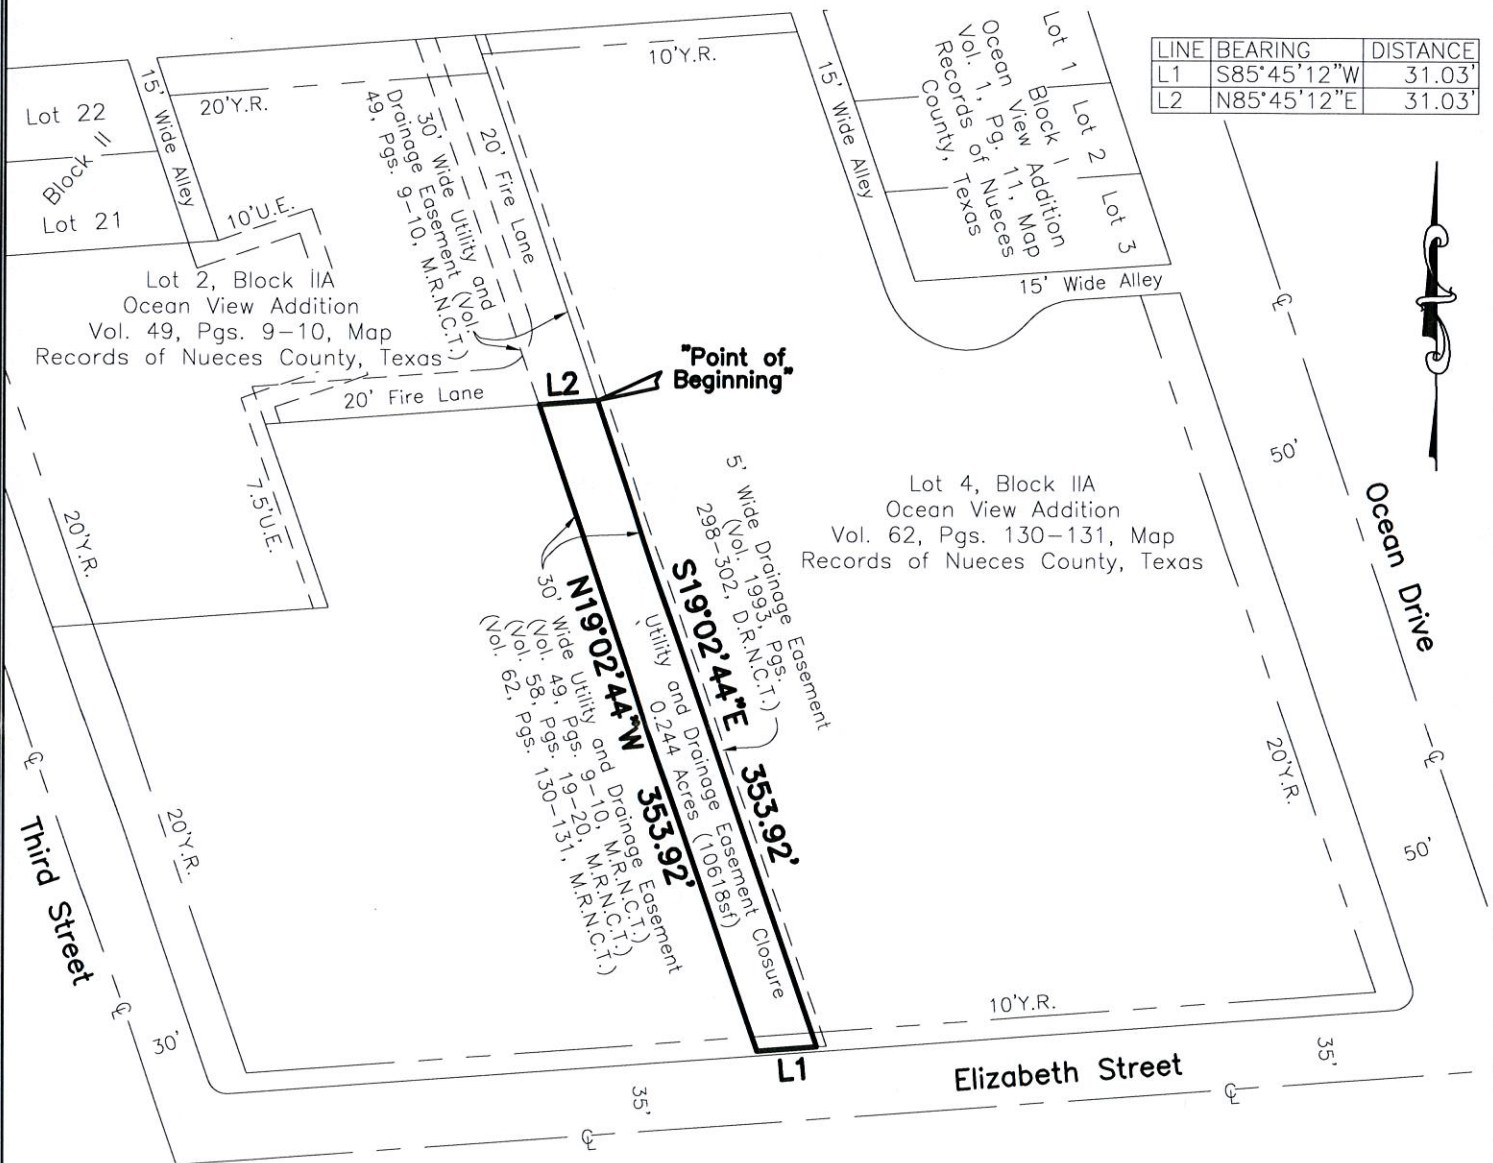 LINE BEARING DISTANCE
L1 S85°45'12"W 31.03'
L2 N85°45'12"E 31.03'
Lot 22
Block 11
Lot 21
15' Wide Alley
20'Y.R.
10'U.E.
30' Wide Utility and
Drainage Easement (Vol.
49, Pgs. 9-10, M.R.N.C.T.)
20' Fire Lane
10'Y.R.
15' Wide Alley
Lot 1
Lot 2
Lot 3
Block I
Ocean View Addition
Vol. 1, Pg. 11, Map
Records of Nueces
County, Texas
15' Wide Alley
Lot 2, Block IIA
Ocean View Addition
Vol. 49, Pgs. 9-10, Map
Records of Nueces County, Texas
20' Fire Lane
L2
"Point of
Beginning"
7.5'U.E.
20'Y.R.
Lot 4, Block IIA
Ocean View Addition
Vol. 62, Pgs. 130-131, Map
Records of Nueces County, Texas
50'
Ocean Drive
5' Wide Drainage Easement
(Vol. 1993, Pgs.
298-302, D.R.N.C.T.)
S19°02'44"E 353.92'
Utility and Drainage Easement Closure
0.244 Acres (10618sf)
N19°02'44"W 353.92'
30' Wide Utility and Drainage Easement
(Vol. 49, Pgs. 9-10, M.R.N.C.T.)
(Vol. 58, Pgs. 19-20, M.R.N.C.T.)
(Vol. 62, Pgs. 130-131, M.R.N.C.T.)
20'Y.R.
50'
20'Y.R.
Third Street
30'
10'Y.R.
L1
Elizabeth Street
35'
35'